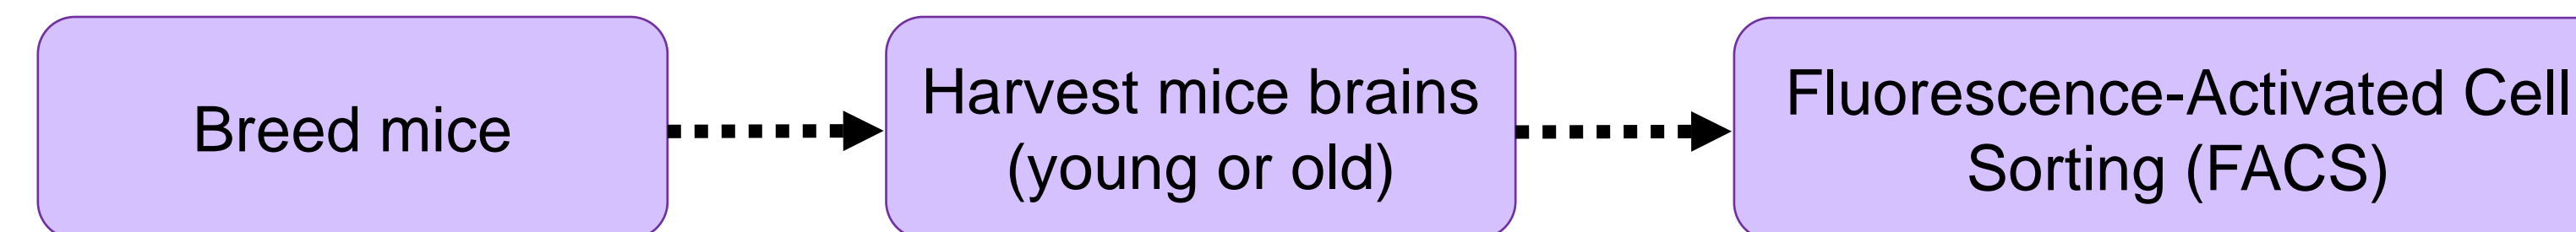 Breed mice
Harvest mice brains
(young or old)
Fluorescence-Activated Cell
Sorting (FACS)